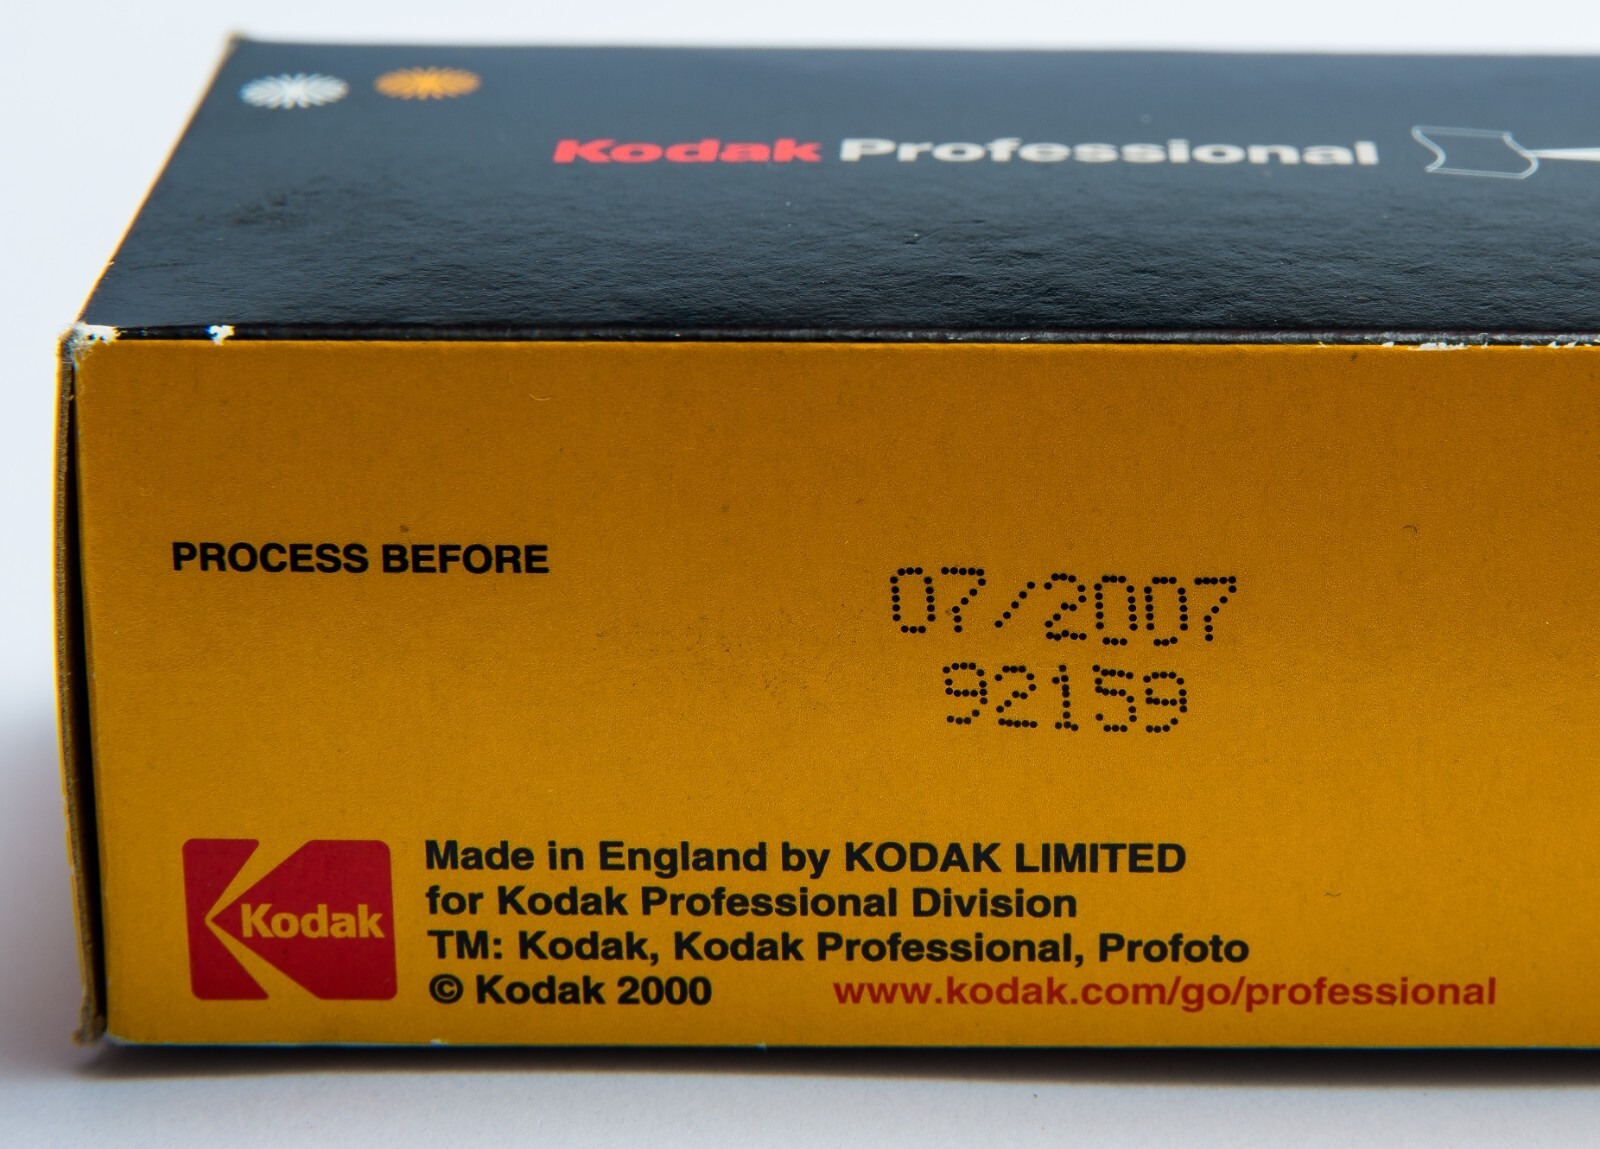 Kodak Professional
PROCESS BEFORE
07/2007
92159
Kodak
Made in England by KODAK LIMITED
for Kodak Professional Division
TM: Kodak, Kodak Professional, Profoto
© Kodak 2000
www.kodak.com/go/professional